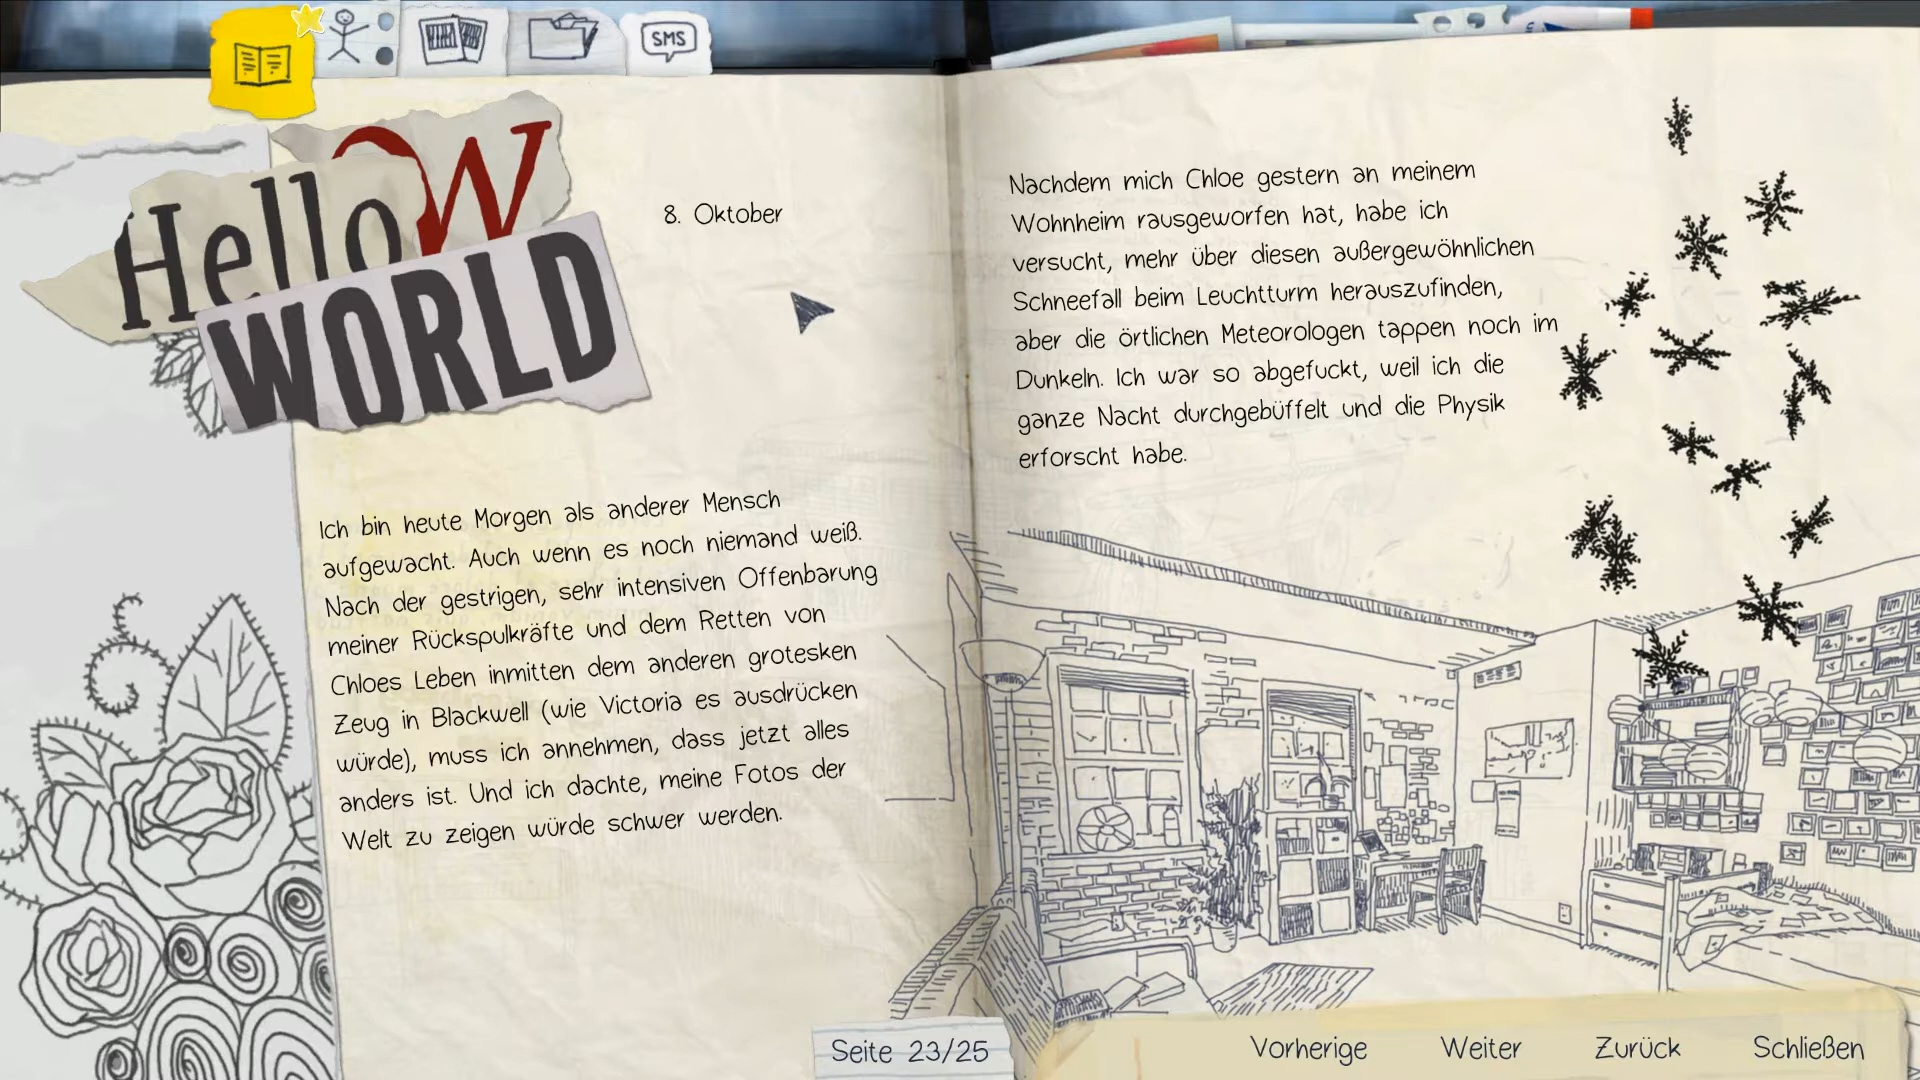 SMS
HelloW
WORLD
8. Oktober
Ich bin heute Morgen als anderer Mensch
aufgewacht. Auch wenn es noch niemand weiß.
Nach der gestrigen, sehr intensiven Offenbarung
meiner Rückspulkräfte und dem Retten von
Chloes Leben inmitten dem anderen grotesken
Zeug in Blackwell (wie Victoria es ausdrücken
würde), muss ich annehmen, dass jetzt alles
anders ist. Und ich dachte, meine Fotos der
Welt zu zeigen würde schwer werden.
Nachdem mich Chloe gestern an meinem
Wohnheim rausgeworfen hat, habe ich
versucht, mehr über diesen außergewöhnlichen
Schneefall beim Leuchtturm herauszufinden,
aber die örtlichen Meteorologen tappen noch im
Dunkeln. Ich war so abgefuckt, weil ich die
ganze Nacht durchgebüffelt und die Physik
erforscht habe.
Seite 23/25
Vorherige
Weiter
Zurück
Schließen